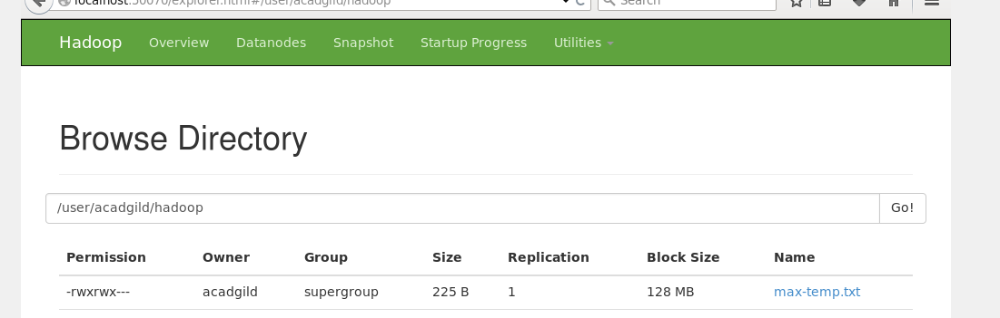 localhost:50070/explorer.html#/user/acadgild/hadoop
Search
Hadoop Overview Datanodes Snapshot Startup Progress Utilities
Browse Directory
/user/acadgild/hadoop Go!
Permission Owner Group Size Replication Block Size Name
-rwxrwx--- acadgild supergroup 225 B 1 128 MB max-temp.txt